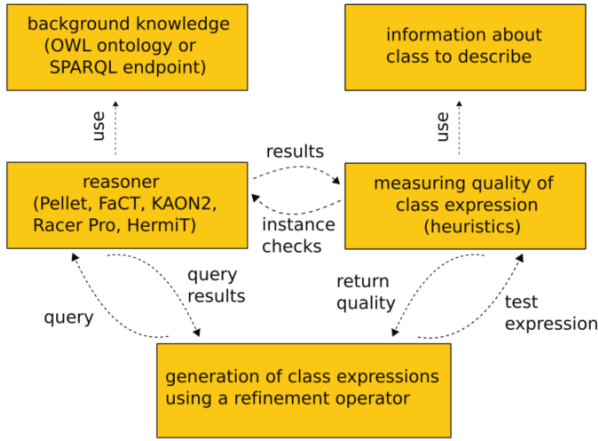 background knowledge
(OWL ontology or
SPARQL endpoint)
information about
class to describe
use
use
results
reasoner
(Pellet, FaCT, KAON2,
Racer Pro, HermiT)
measuring quality of
class expression
(heuristics)
instance
checks
query
results
return
quality
query
test
expression
generation of class expressions
using a refinement operator